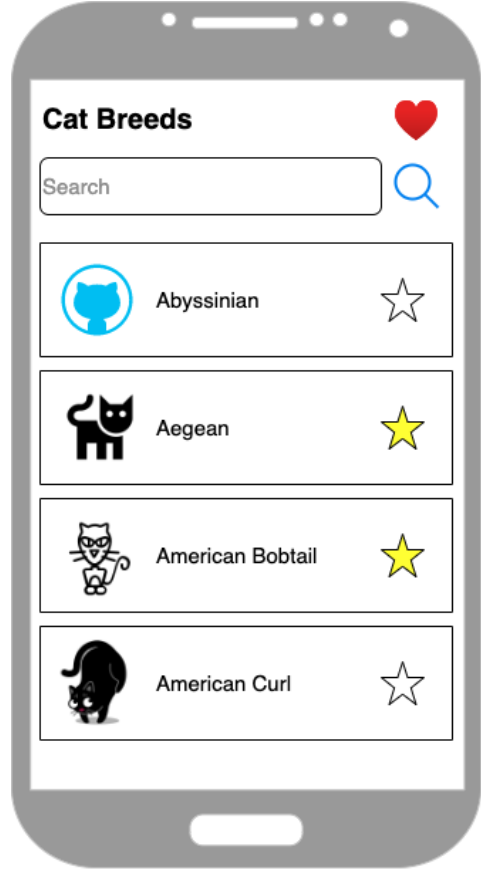 Cat Breeds
Search
Abyssinian
Aegean
American Bobtail
American Curl